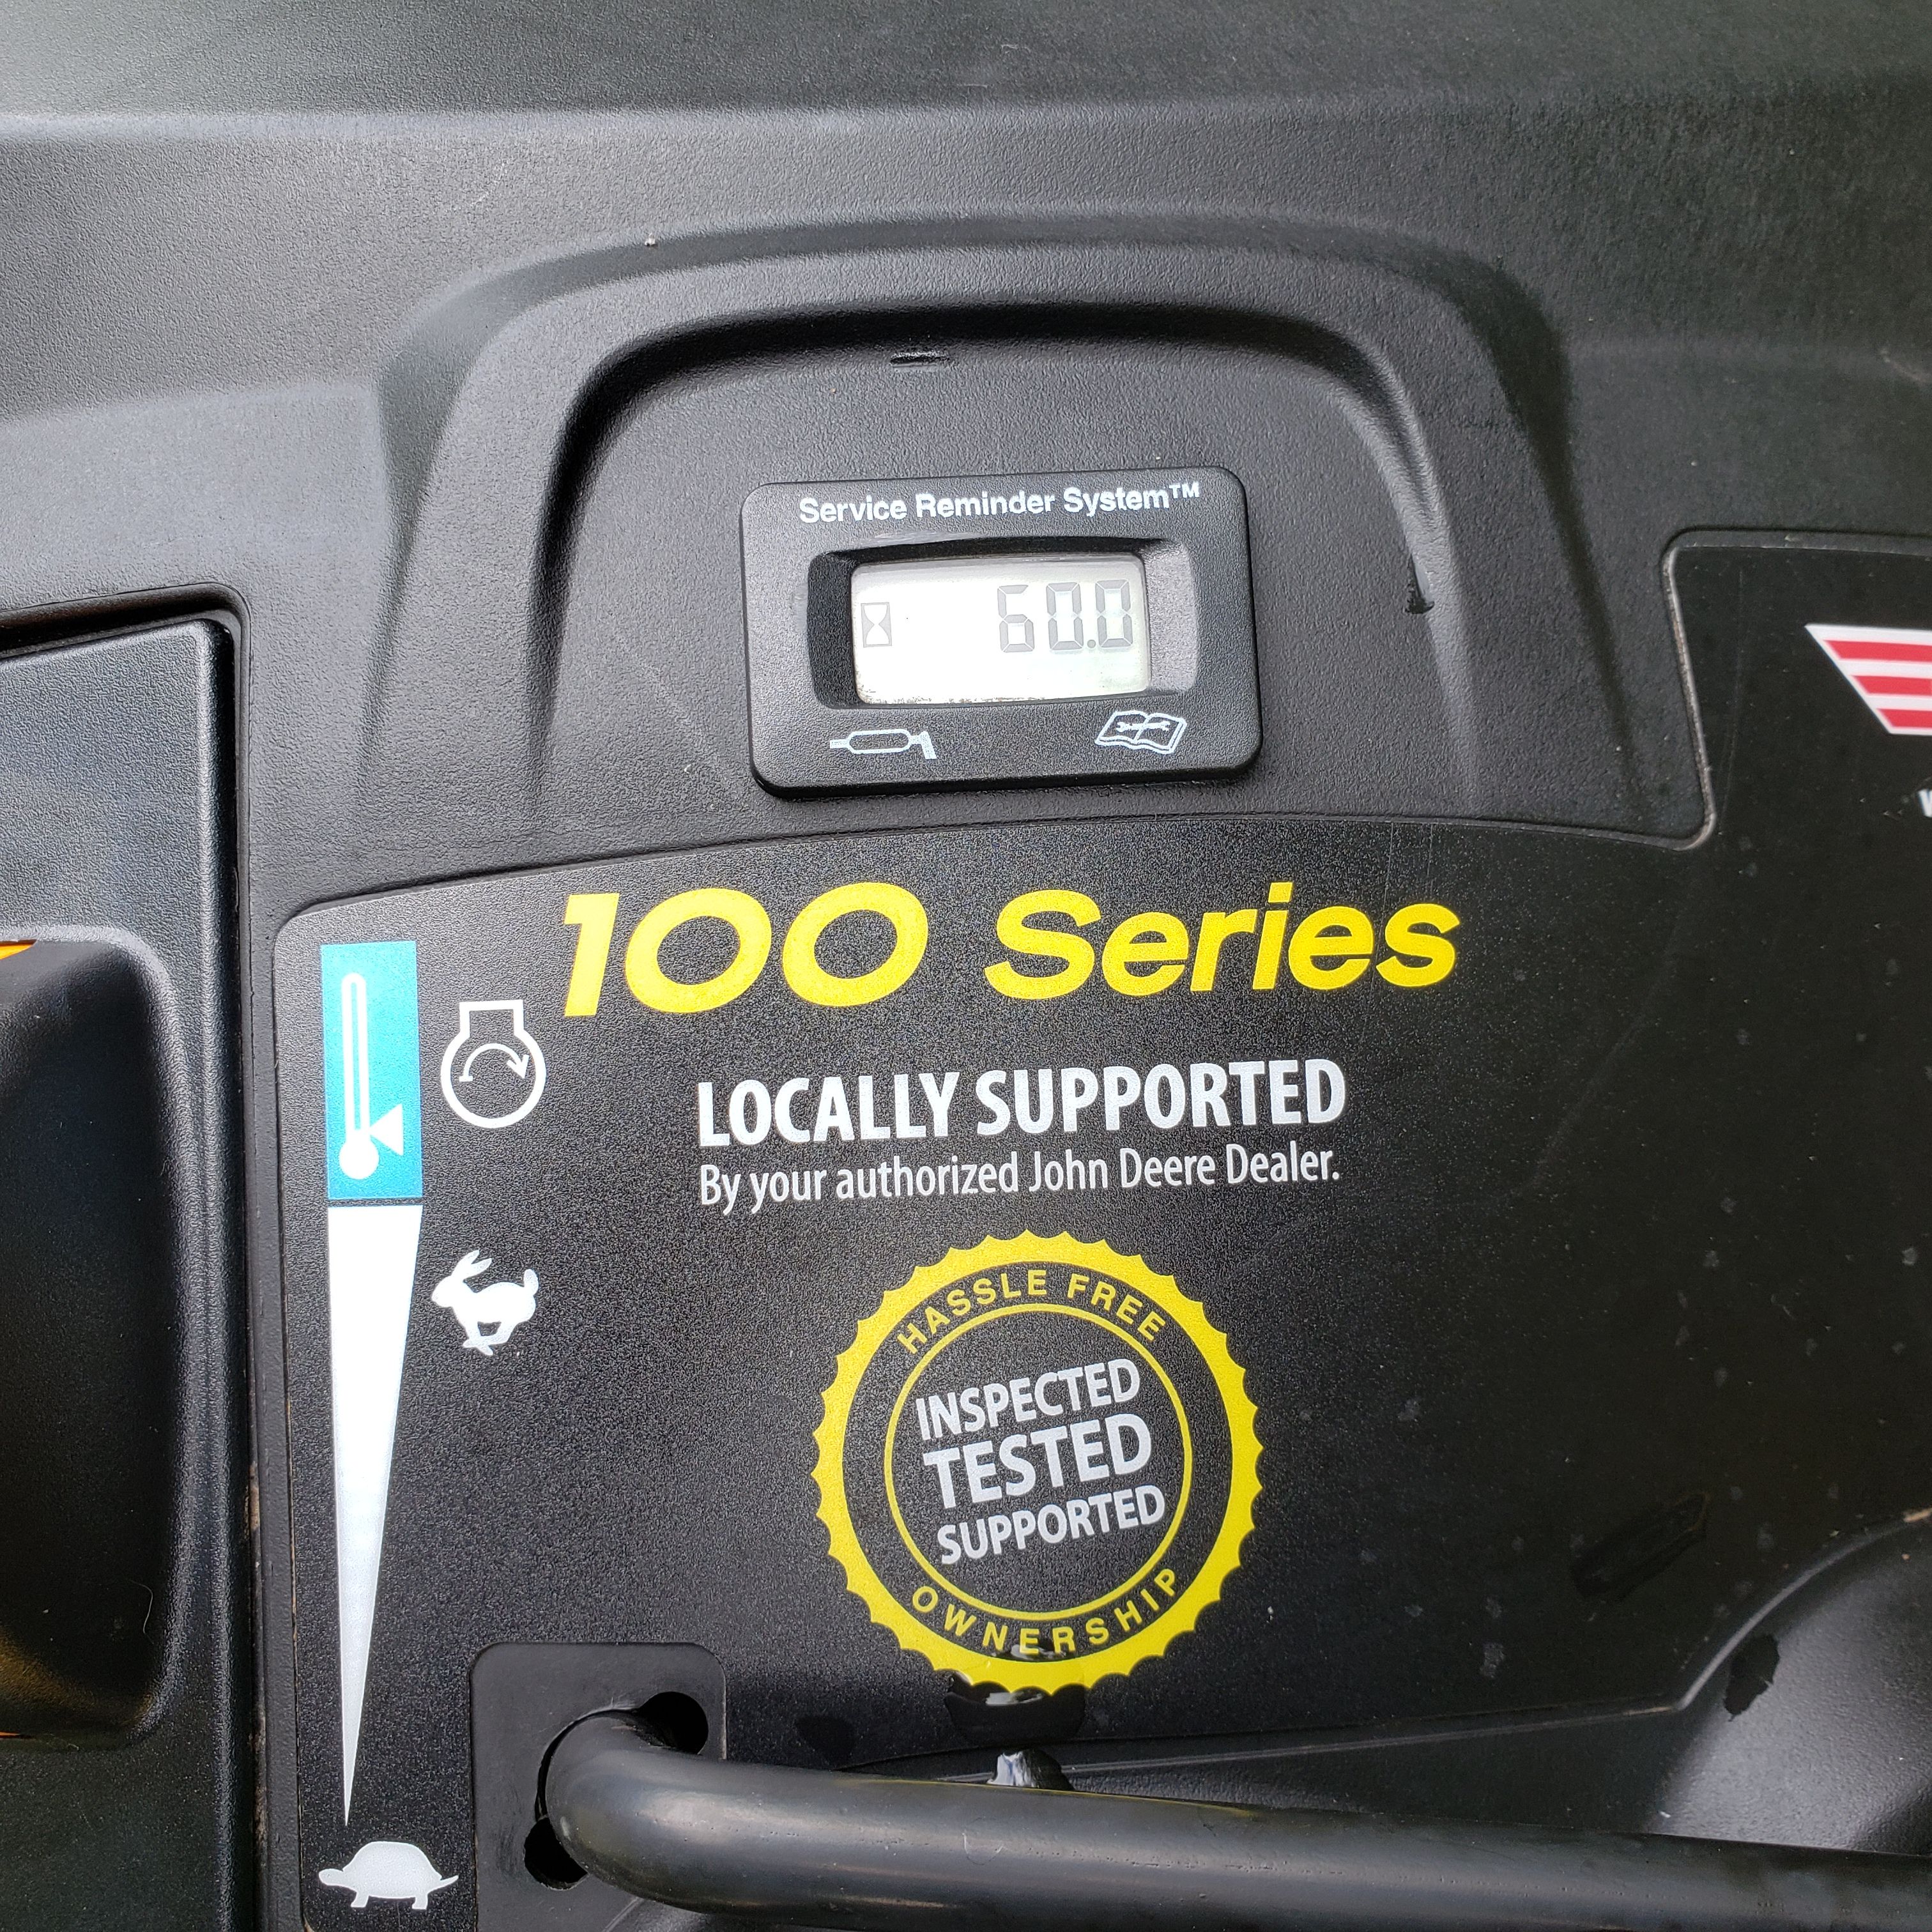 Service Reminder System™
60.0
100 Series
LOCALLY SUPPORTED
By your authorized John Deere Dealer.
HASSLE FREE
INSPECTED
TESTED
SUPPORTED
OWNERSHIP